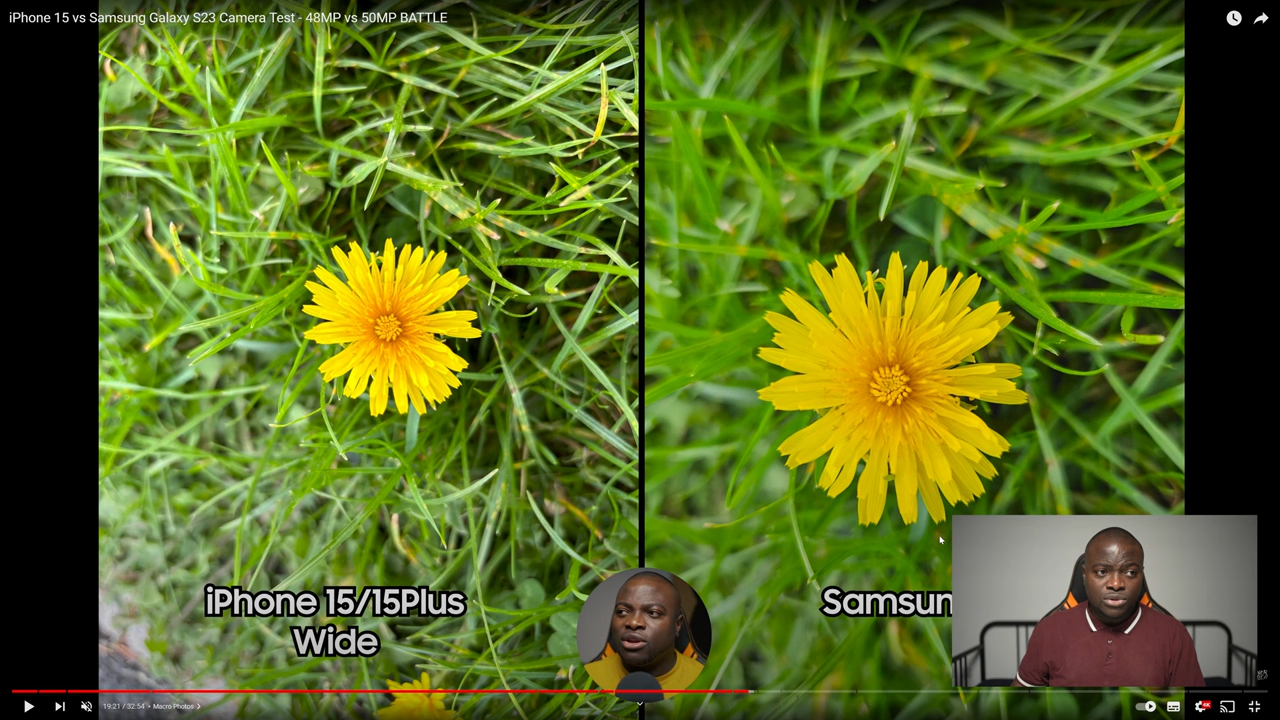 iPhone 15 vs Samsung Galaxy S23 Camera Test - 48MP vs 50MP BATTLE
iPhone 15/15Plus
Wide
Samsun
19:21 / 32:54 • Macro Photos
4K